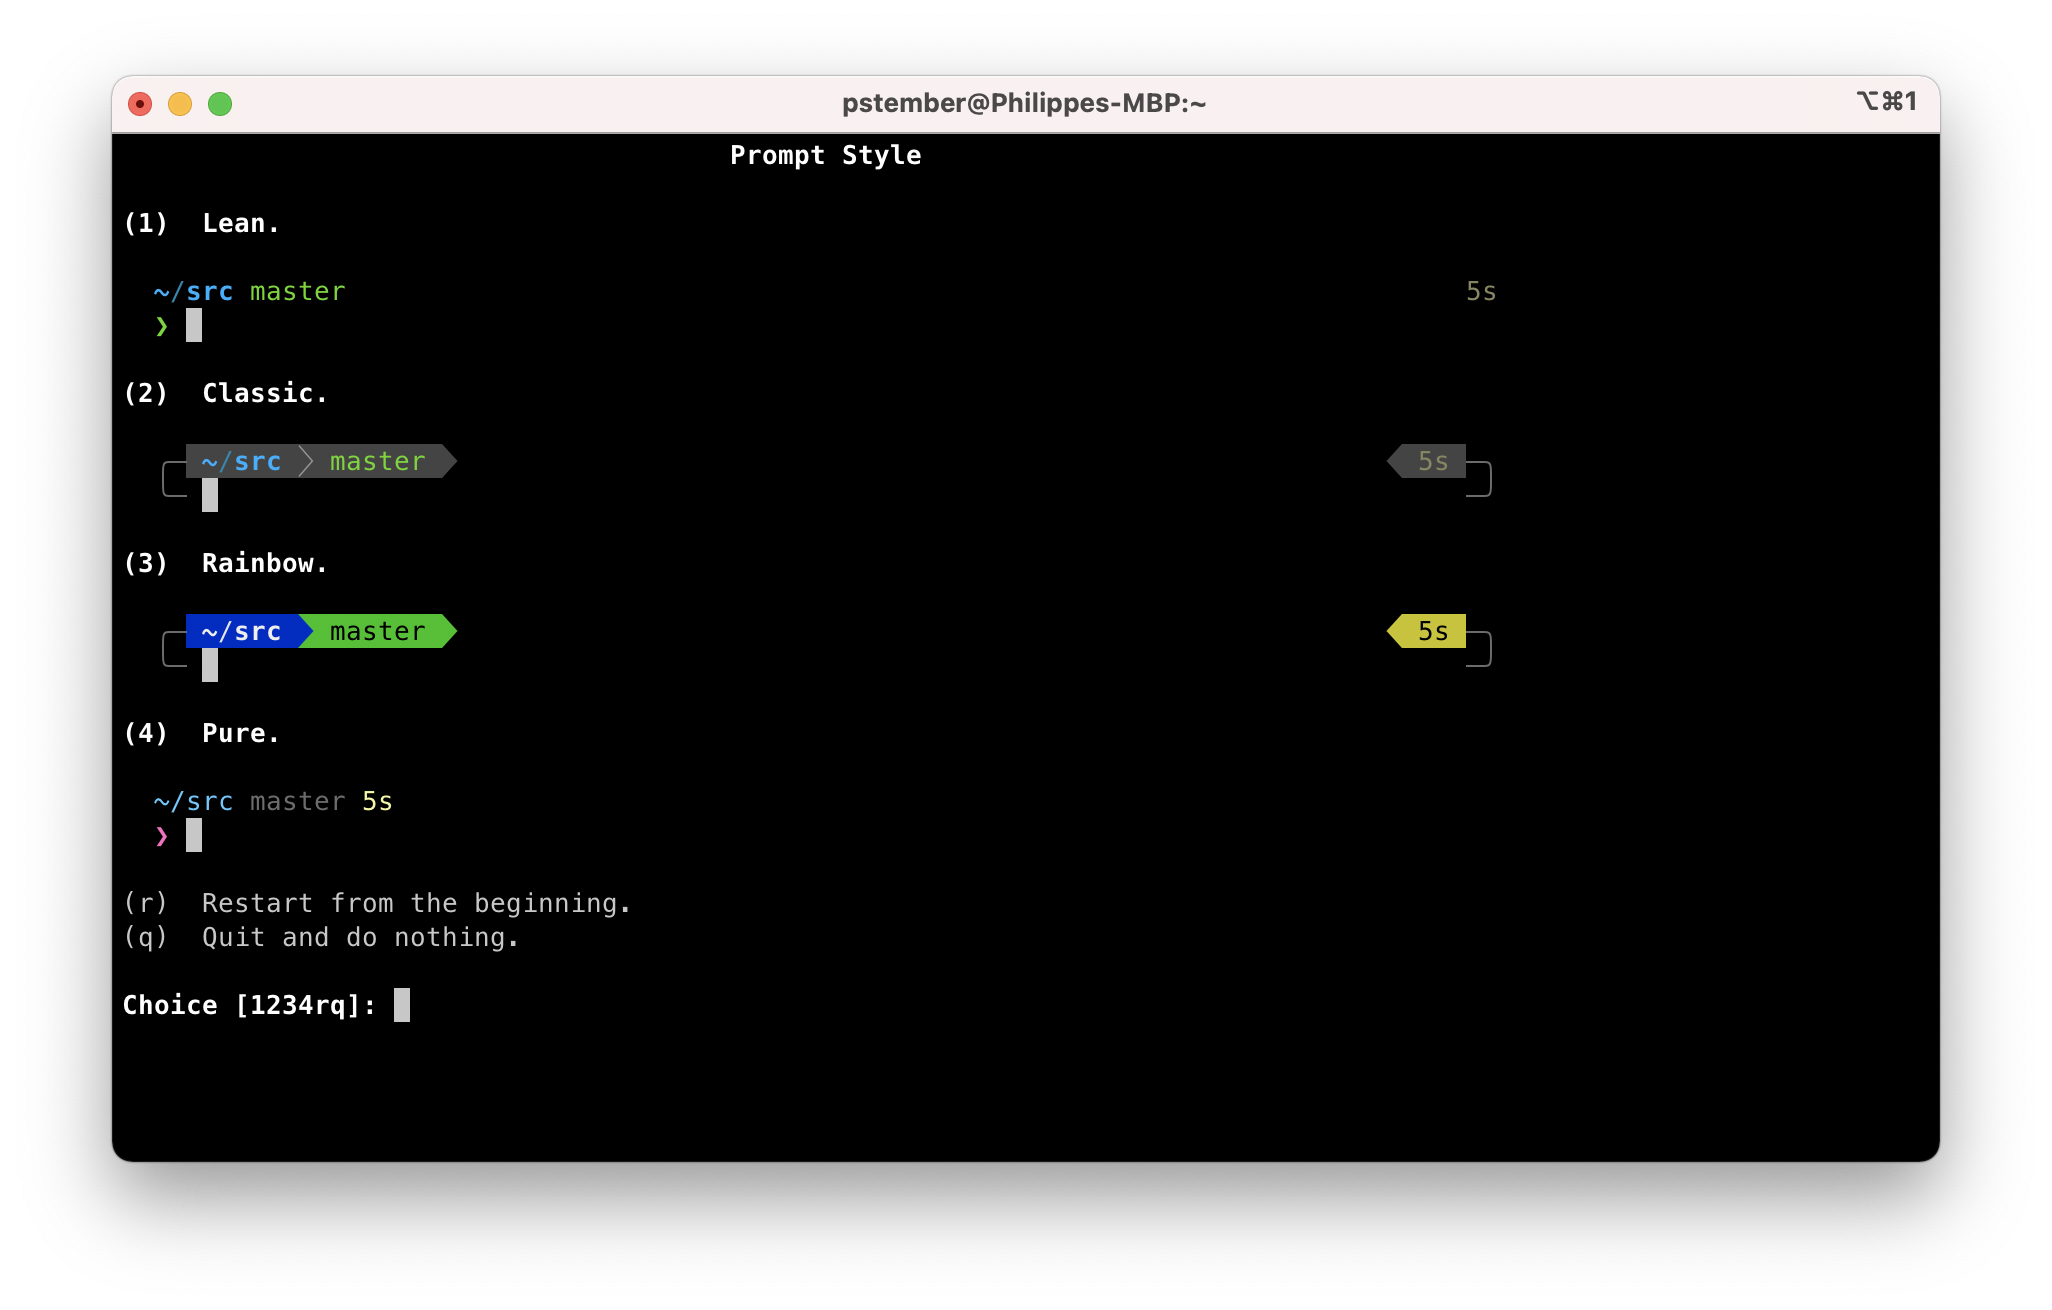 pstember@Philippes-MBP:~ ⌥⌘1
Prompt Style
(1) Lean.
~/src master 5s
❯
(2) Classic.
~/src master 5s
(3) Rainbow.
~/src master 5s
(4) Pure.
~/src master 5s
❯
(r) Restart from the beginning.
(q) Quit and do nothing.
Choice [1234rq]: